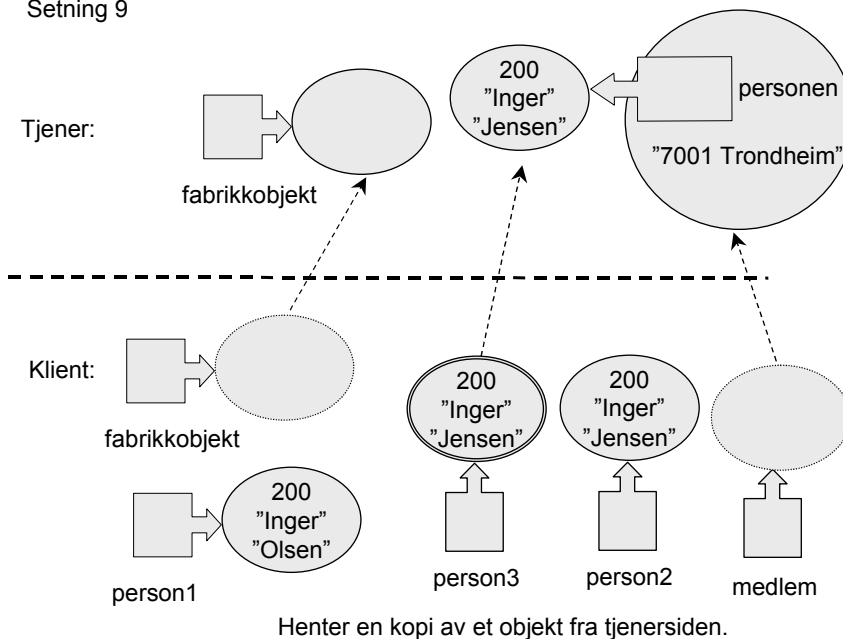 Setning 9
200
”Inger”
”Jensen”
personen
Tjener:
”7001 Trondheim”
fabrikkobjekt
Klient:
200
”Inger”
”Jensen”
200
”Inger”
”Jensen”
fabrikkobjekt
200
”Inger”
”Olsen”
person1
person3
person2
medlem
Henter en kopi av et objekt fra tjenersiden.